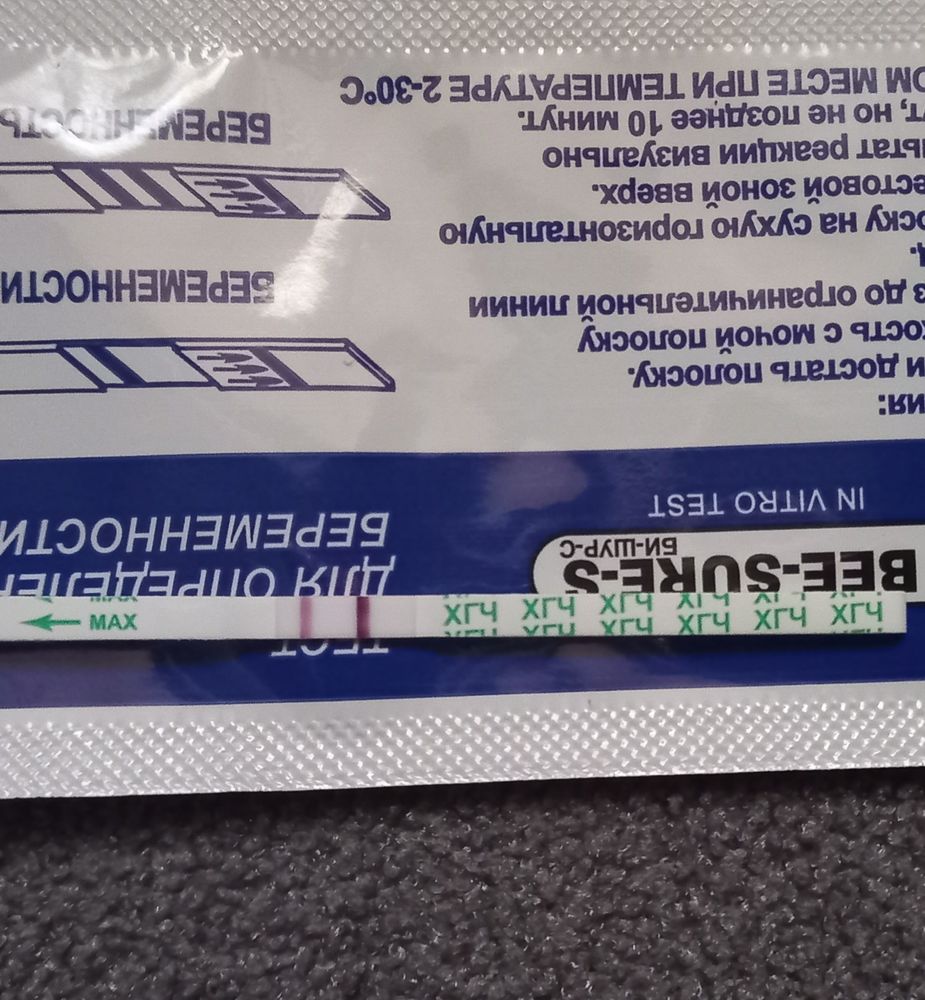 BEE-SURE-S
БИ-ШУР-С
IN VITRO TEST
ТЕСТ
ДЛЯ ОПРЕДЕЛЕ
БЕРЕМЕННОСТИ
ия:
и достать полоску.
кость с мочой полоску
з до ограничительной линии
оску на сухую горизонтальную
естовой зоной вверх.
льтат реакции визуально
т, но не позднее 10 минут.
ОМ МЕСТЕ ПРИ ТЕМПЕРАТУРЕ 2-30°С
БЕРЕМЕННОСТИ
БЕРЕМЕННОСТЬ
MAX ХГЧ ХГЧ ХГЧ ХГЧ ХГЧ ХГЧ